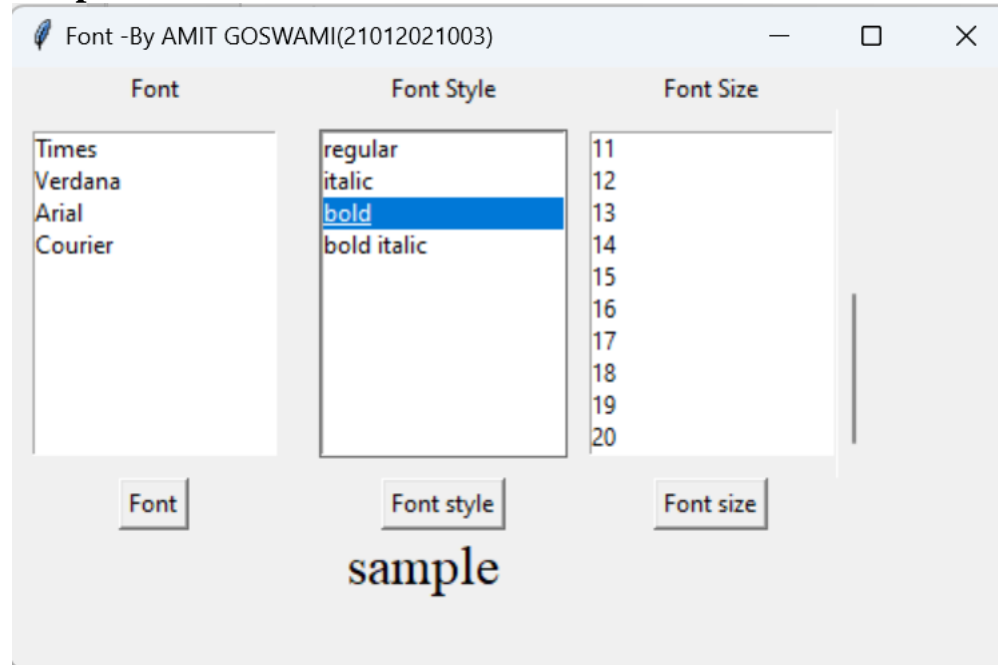 Font -By AMIT GOSWAMI(21012021003)
Font Font Style Font Size
Times regular 11
Verdana italic 12
Arial bold 13
Courier bold italic 14
15
16
17
18
19
20
Font Font style Font size
sample